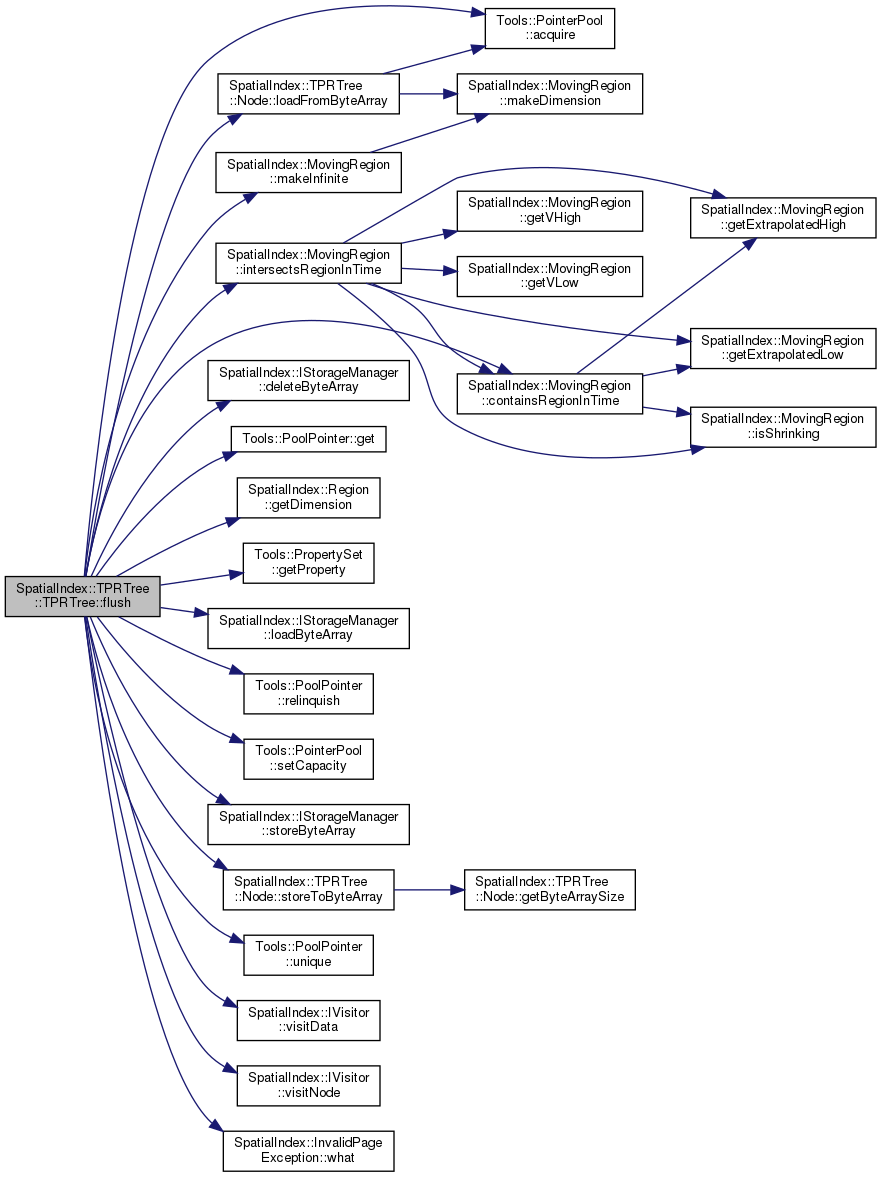 Tools::PointerPool
::acquire
SpatialIndex::TPRTree
::Node::loadFromByteArray
SpatialIndex::MovingRegion
::makeDimension
SpatialIndex::MovingRegion
::makeInfinite
SpatialIndex::MovingRegion
::getVHigh
SpatialIndex::MovingRegion
::getExtrapolatedHigh
SpatialIndex::MovingRegion
::intersectsRegionInTime
SpatialIndex::MovingRegion
::getVLow
SpatialIndex::MovingRegion
::getExtrapolatedLow
SpatialIndex::IStorageManager
::deleteByteArray
SpatialIndex::MovingRegion
::containsRegionInTime
SpatialIndex::MovingRegion
::isShrinking
Tools::PoolPointer::get
SpatialIndex::Region
::getDimension
Tools::PropertySet
::getProperty
SpatialIndex::TPRTree
::TPRTree::flush
SpatialIndex::IStorageManager
::loadByteArray
Tools::PoolPointer
::relinquish
Tools::PointerPool
::setCapacity
SpatialIndex::IStorageManager
::storeByteArray
SpatialIndex::TPRTree
::Node::storeToByteArray
SpatialIndex::TPRTree
::Node::getByteArraySize
Tools::PoolPointer
::unique
SpatialIndex::IVisitor
::visitData
SpatialIndex::IVisitor
::visitNode
SpatialIndex::InvalidPage
Exception::what